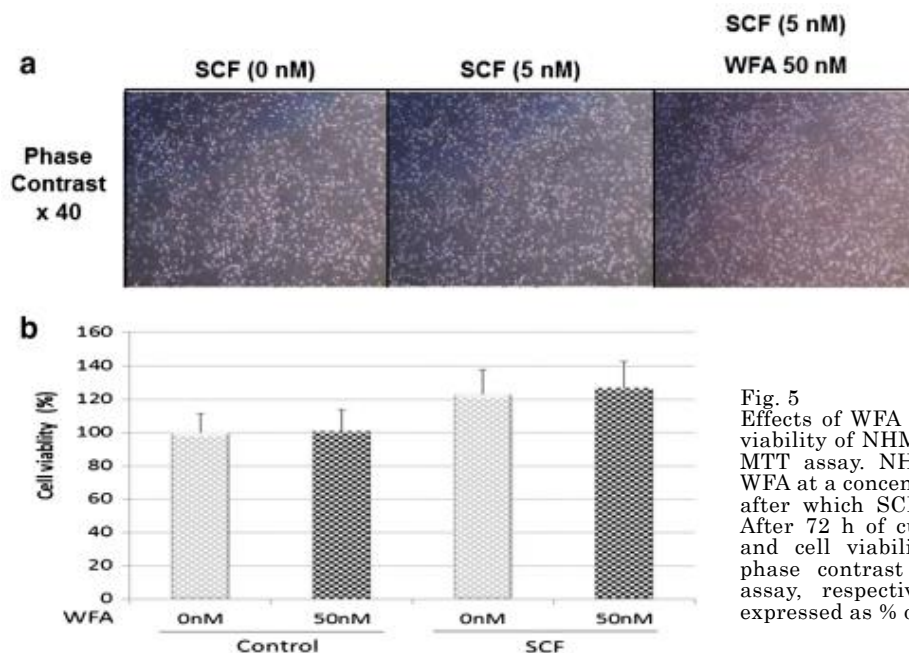 SCF (5 nM)
a SCF (0 nM) SCF (5 nM) WFA 50 nM
Phase
Contrast
x 40
b
160
140
120
100
80
60
40
20
0
Cell viablity (%)
WFA 0nM 50nM 0nM 50nM
Control SCF
Fig. 5
Effects of WFA
viability of NHM
MTT assay. NH
WFA at a concen
after which SCF
After 72 h of cu
and cell viabili
phase contrast
assay, respectiv
expressed as % o